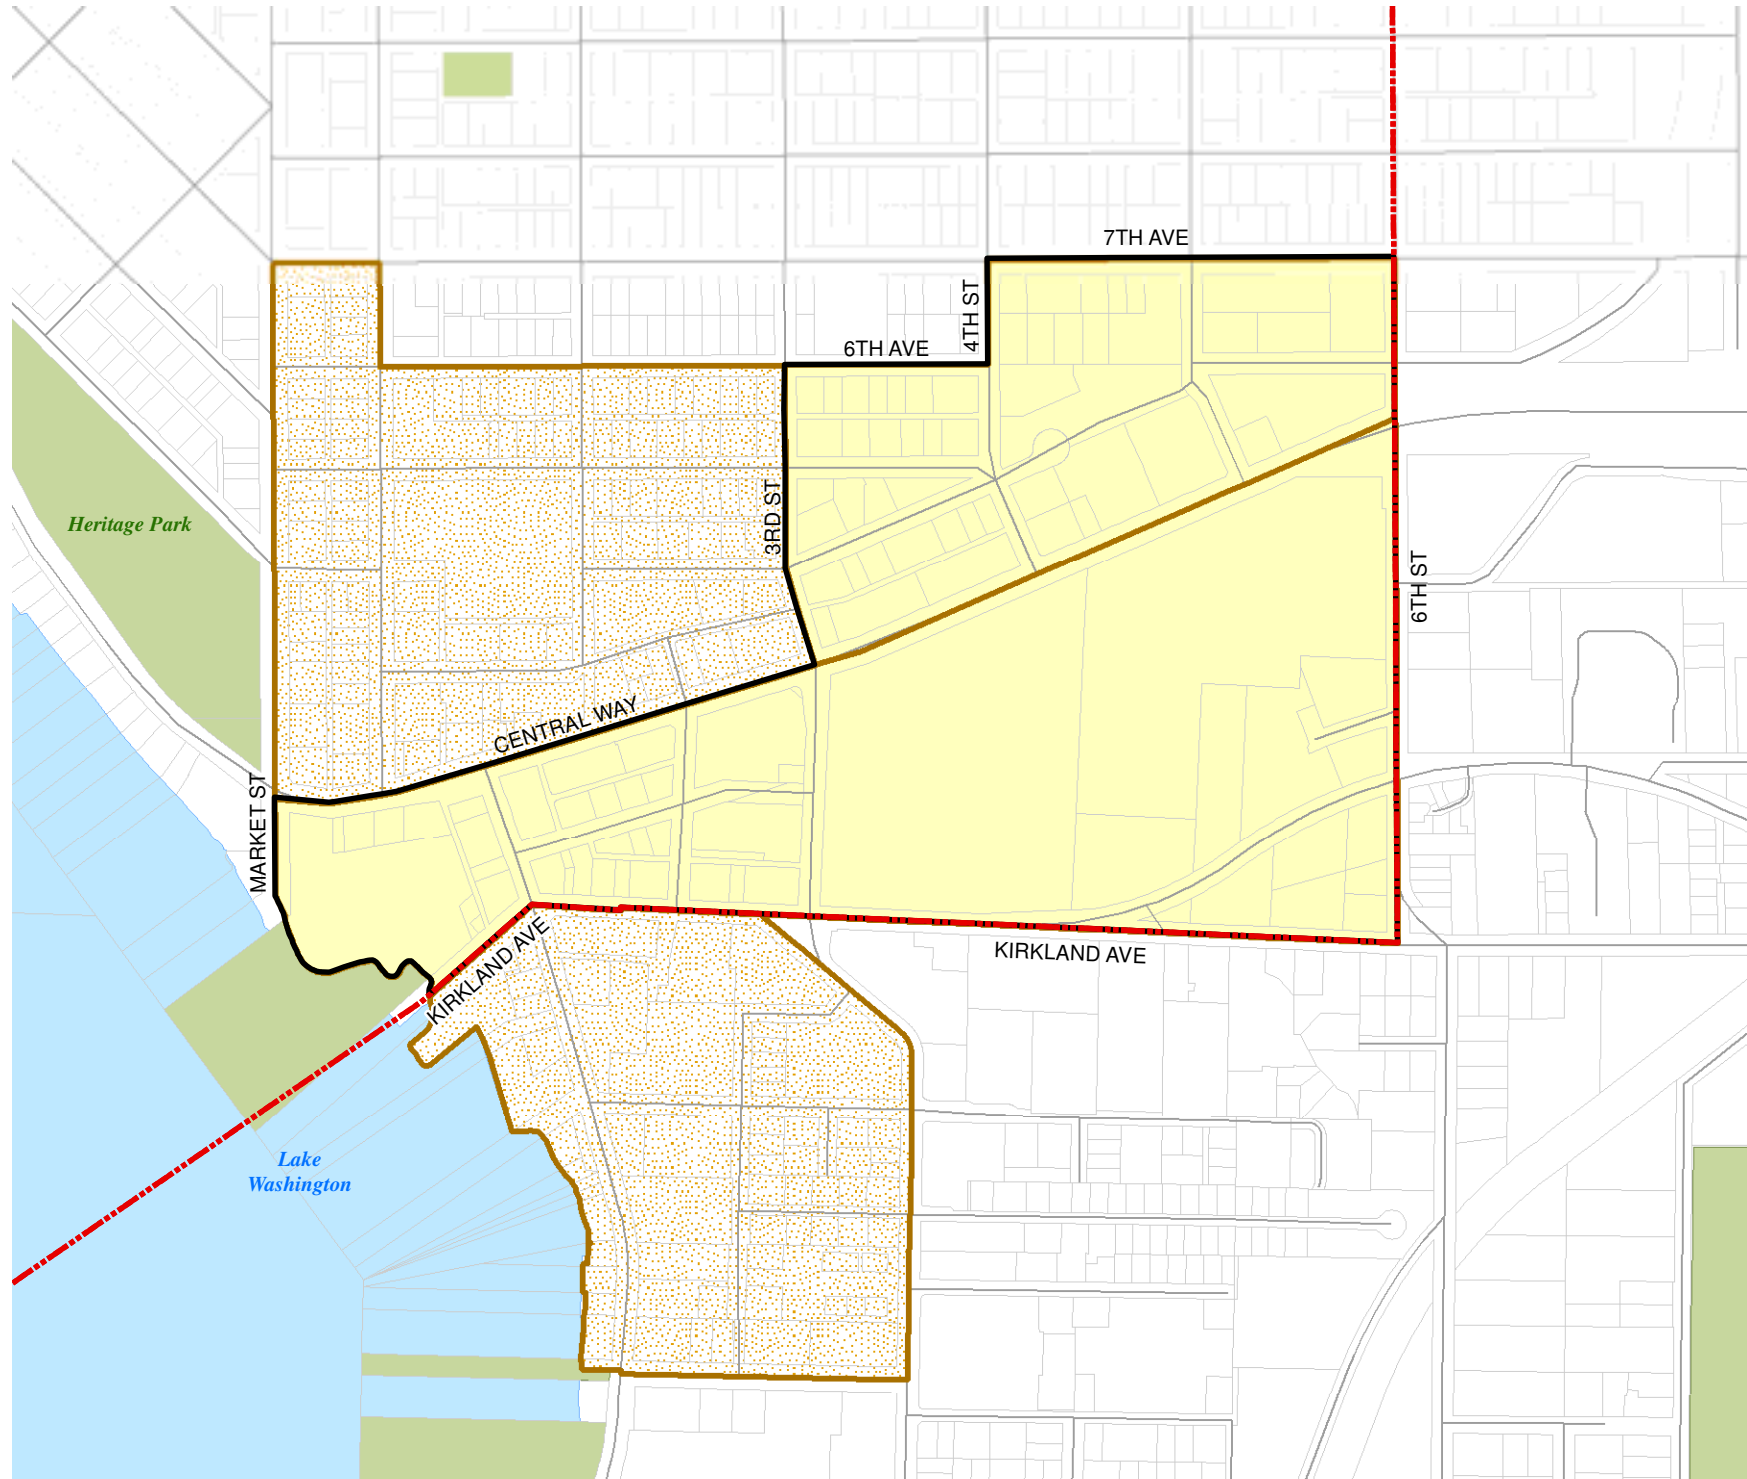 7TH AVE
4TH ST
6TH AVE
3RD ST
Heritage Park
6TH ST
CENTRAL WAY
MARKET ST
KIRKLAND AVE
KIRKLAND AVE
Lake
Washington